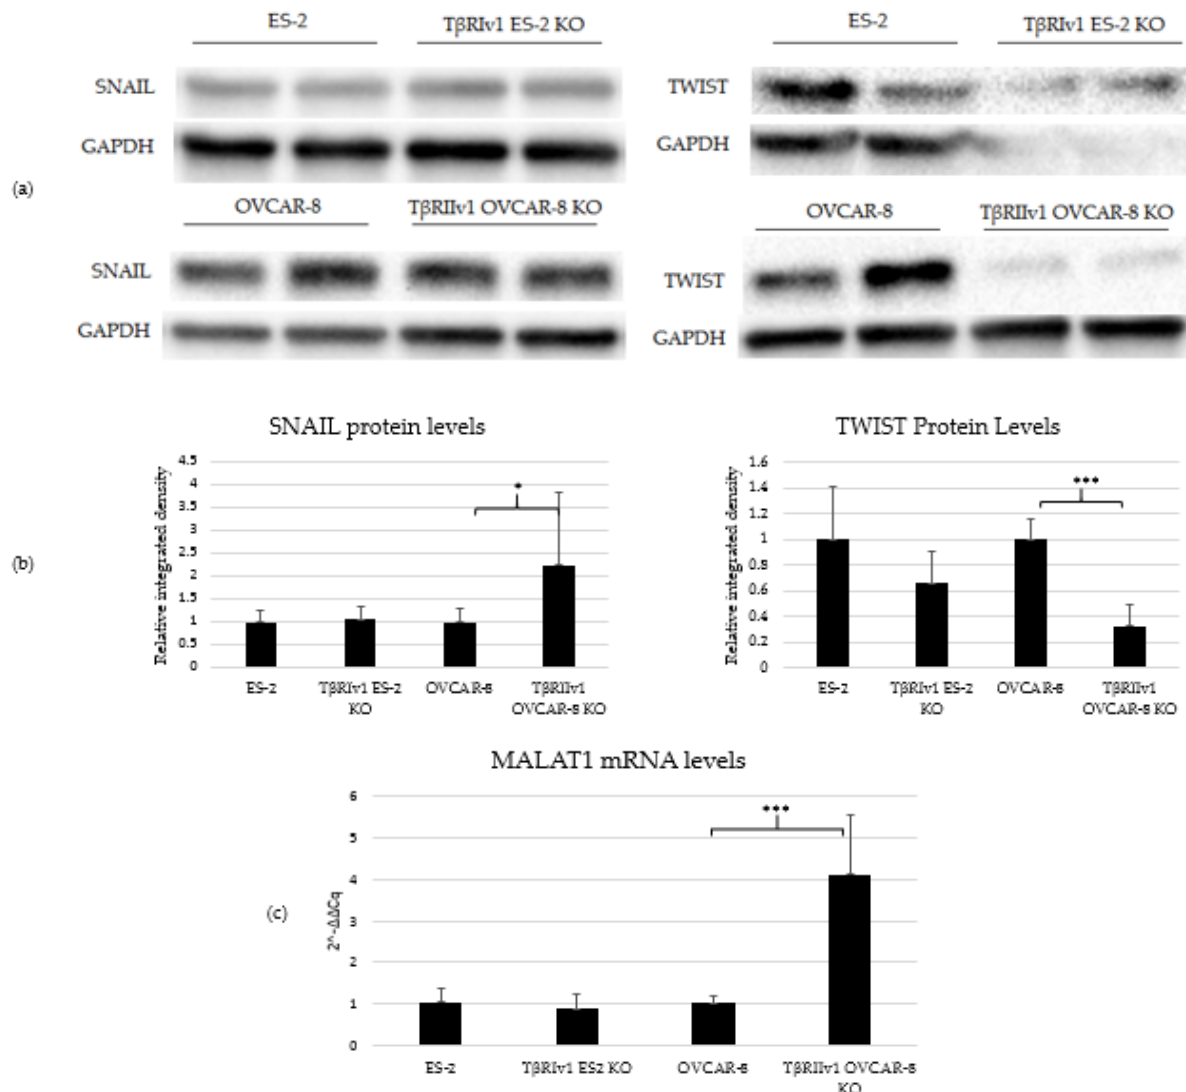 ES-2 TβRIv1 ES-2 KO
SNAIL
GAPDH
ES-2 TβRIv1 ES-2 KO
TWIST
GAPDH
(a)
OVCAR-8 TβRIIv1 OVCAR-8 KO
SNAIL
GAPDH
OVCAR-8 TβRIIv1 OVCAR-8 KO
TWIST
GAPDH
(b)
SNAIL protein levels
Relative integrated density
4.5
4
3.5
3
2.5
2
1.5
1
0.5
0
*
ES-2
TβRIv1 ES-2
KO
OVCAR-8
TβRIIv1
OVCAR-8 KO
TWIST Protein Levels
Relative integrated density
1.6
1.4
1.2
1
0.8
0.6
0.4
0.2
0
***
ES-2
TβRIv1 ES-2
KO
OVCAR-8
TβRIIv1
OVCAR-8 KO
(c)
MALAT1 mRNA levels
2^-ΔΔCq
6
5
4
3
2
1
0
***
ES-2
TβRIv1 ES2 KO
OVCAR-8
TβRIIv1 OVCAR-8
KO